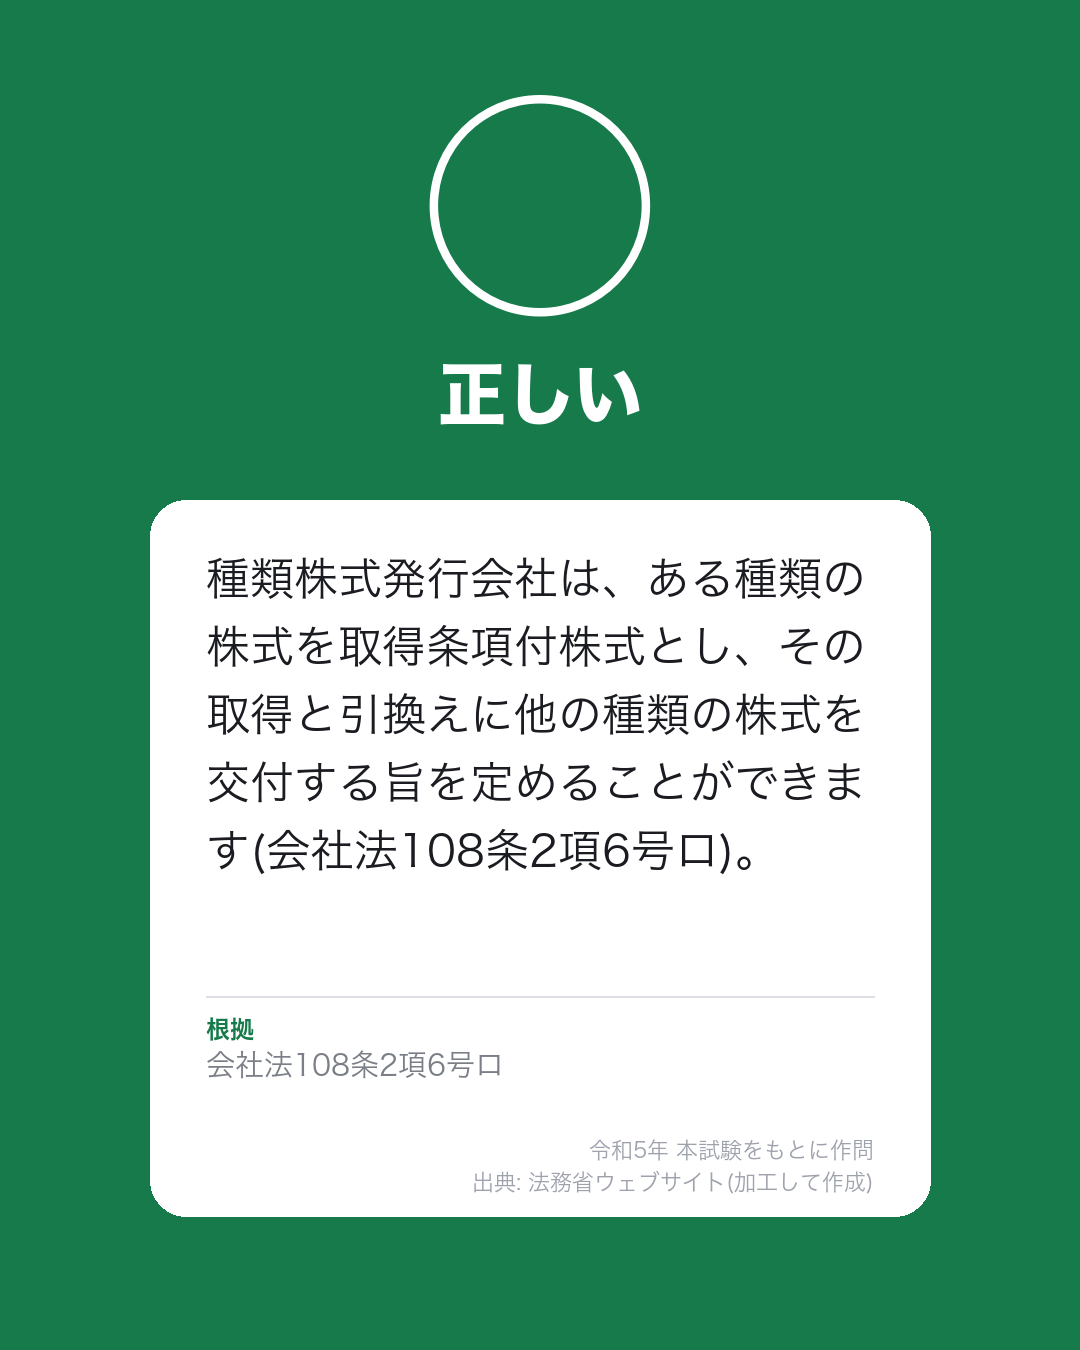 正しい
種類株式発行会社は、ある種類の
株式を取得条項付株式とし、その
取得と引換えに他の種類の株式を
交付する旨を定めることができま
す(会社法108条2項6号ロ)。
根拠
会社法108条2項6号ロ
令和5年 本試験をもとに作問
出典: 法務省ウェブサイト(加工して作成)